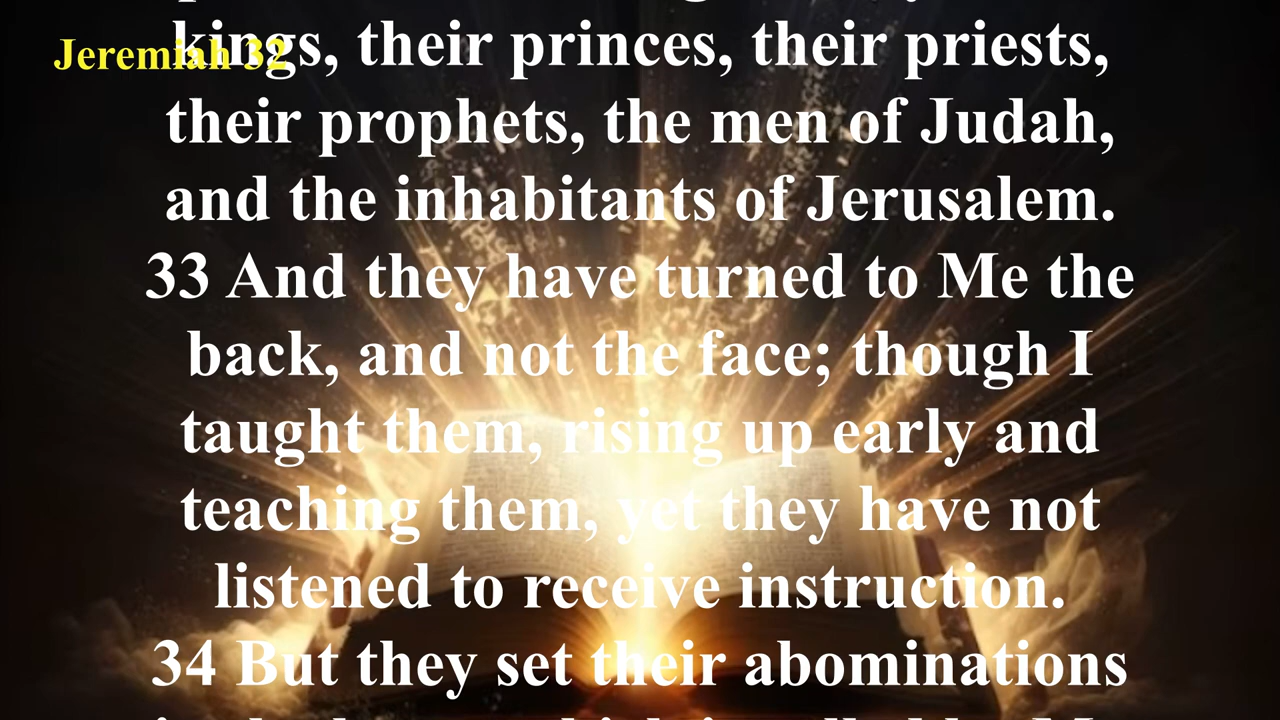 Jeremiah 32
kings, their princes, their priests,
their prophets, the men of Judah,
and the inhabitants of Jerusalem.
33 And they have turned to Me the
back, and not the face; though I
taught them, rising up early and
teaching them, yet they have not
listened to receive instruction.
34 But they set their abominations